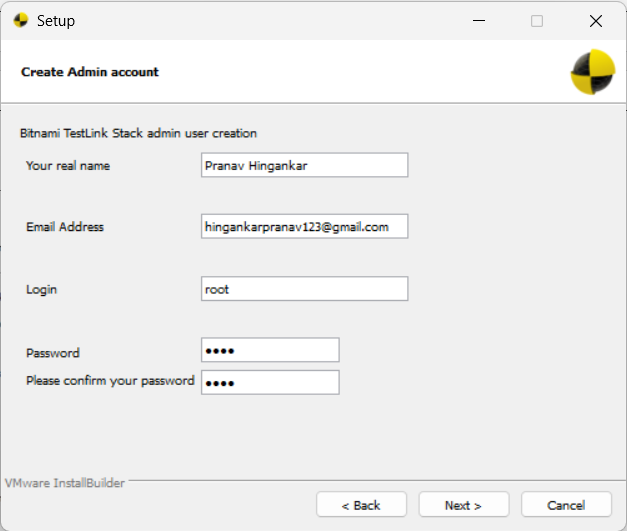 Setup
Create Admin account
Bitnami TestLink Stack admin user creation
Your real name Pranav Hingankar
Email Address hingankarpranav123@gmail.com
Login root
Password ●●●●
Please confirm your password ●●●●
VMware InstallBuilder
< Back Next > Cancel